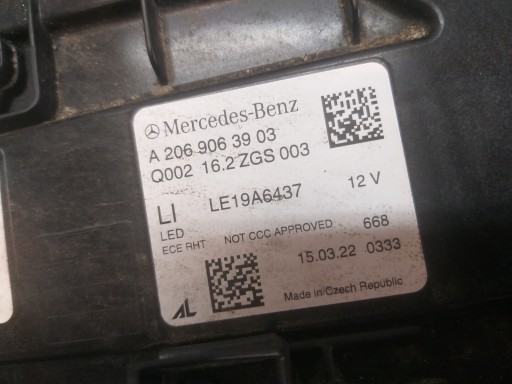 Mercedes-Benz
A 206 906 39 03
Q002 16.2 ZGS 003
LI LE19A6437 12 V
LED
ECE RHT NOT CCC APPROVED 668
15.03.22 0333
AL Made in Czech Republic